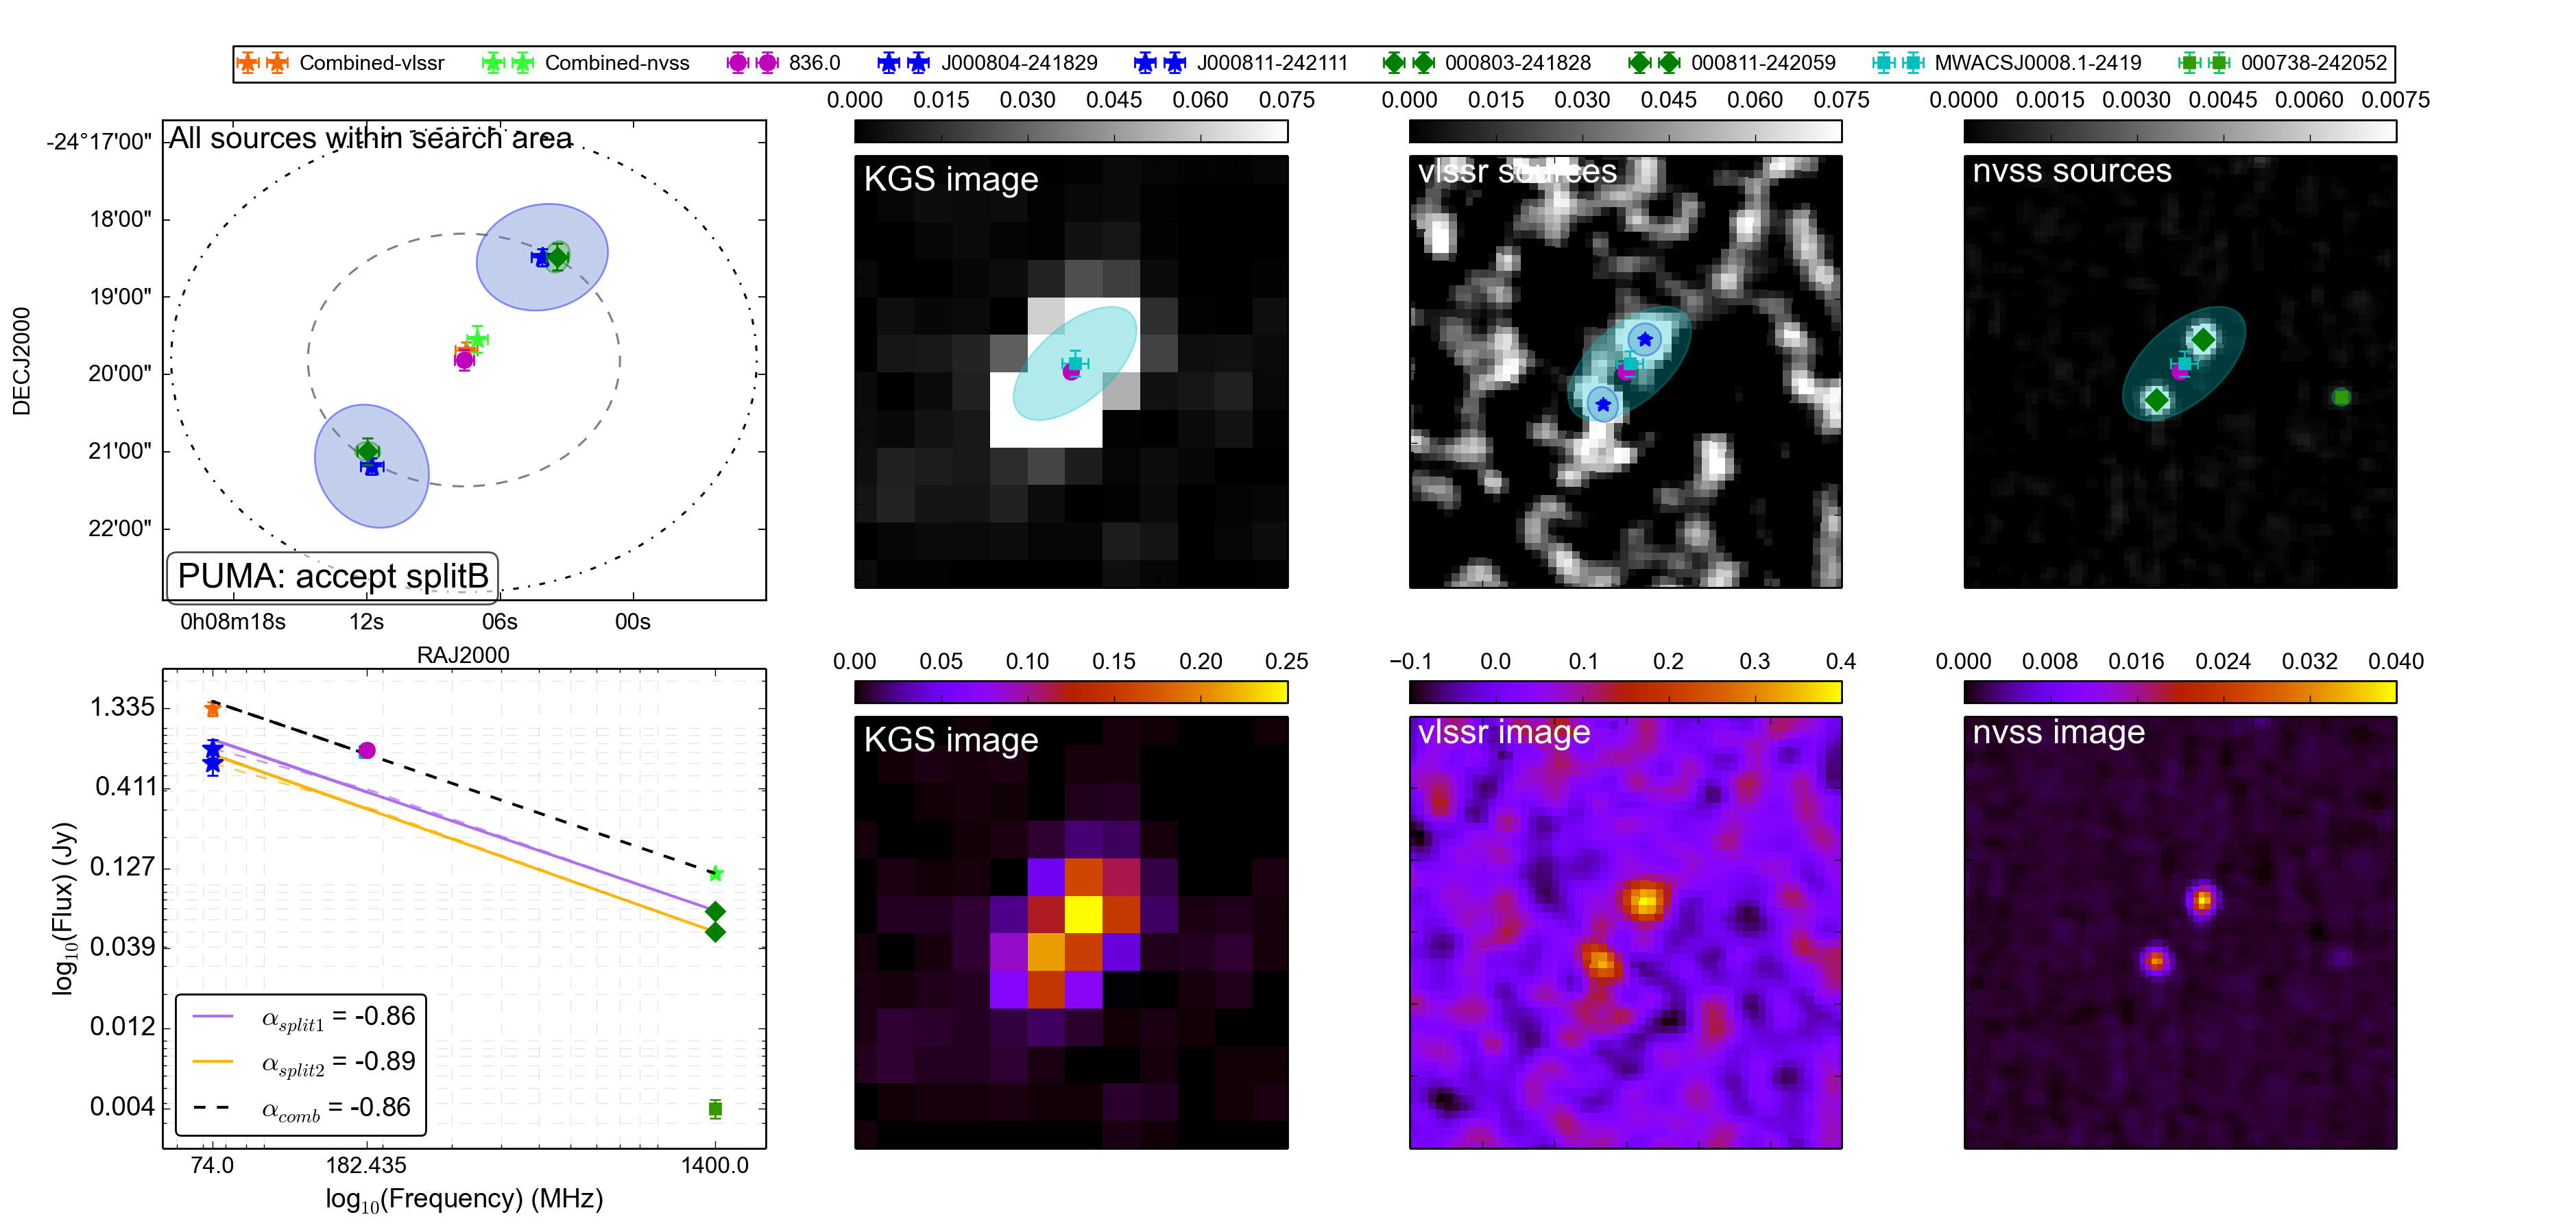 Combined-vlssr Combined-nvss 836.0 J000804-241829 J000811-242111 000803-241828 000811-242059 MWACSJ0008.1-2419 000738-242052
0.000 0.015 0.030 0.045 0.060 0.075
0.000 0.015 0.030 0.045 0.060 0.075
0.0000 0.0015 0.0030 0.0045 0.0060 0.0075
All sources within search area
KGS image
vlssr sources
nvss sources
DECJ2000
-24°17'00"
18'00"
19'00"
20'00"
21'00"
22'00"
PUMA: accept splitB
0h08m18s 12s 06s 00s
RAJ2000
0.00 0.05 0.10 0.15 0.20 0.25
−0.1 0.0 0.1 0.2 0.3 0.4
0.000 0.008 0.016 0.024 0.032 0.040
KGS image
vlssr image
nvss image
log10(Flux) (Jy)
1.335
0.411
0.127
0.039
0.012
0.004
αsplit1 = -0.86
αsplit2 = -0.89
αcomb = -0.86
74.0 182.435 1400.0
log10(Frequency) (MHz)